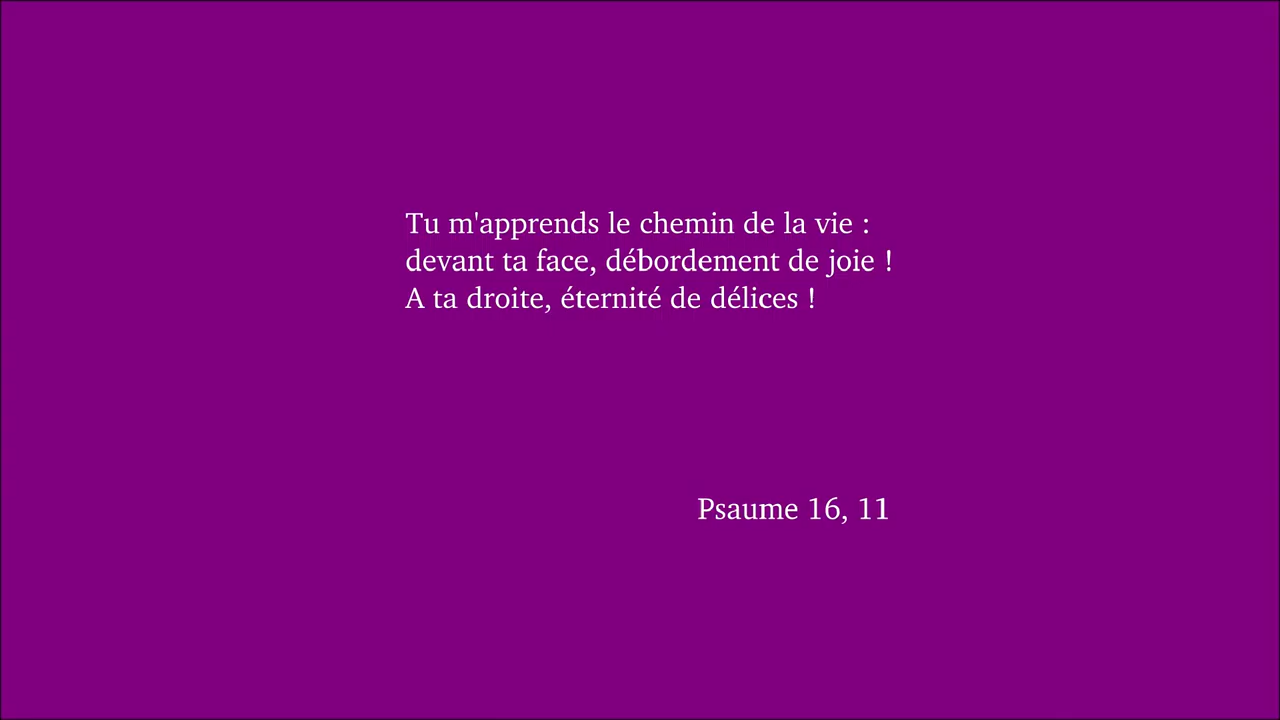 Tu m'apprends le chemin de la vie :
devant ta face, débordement de joie !
A ta droite, éternité de délices !
Psaume 16, 11